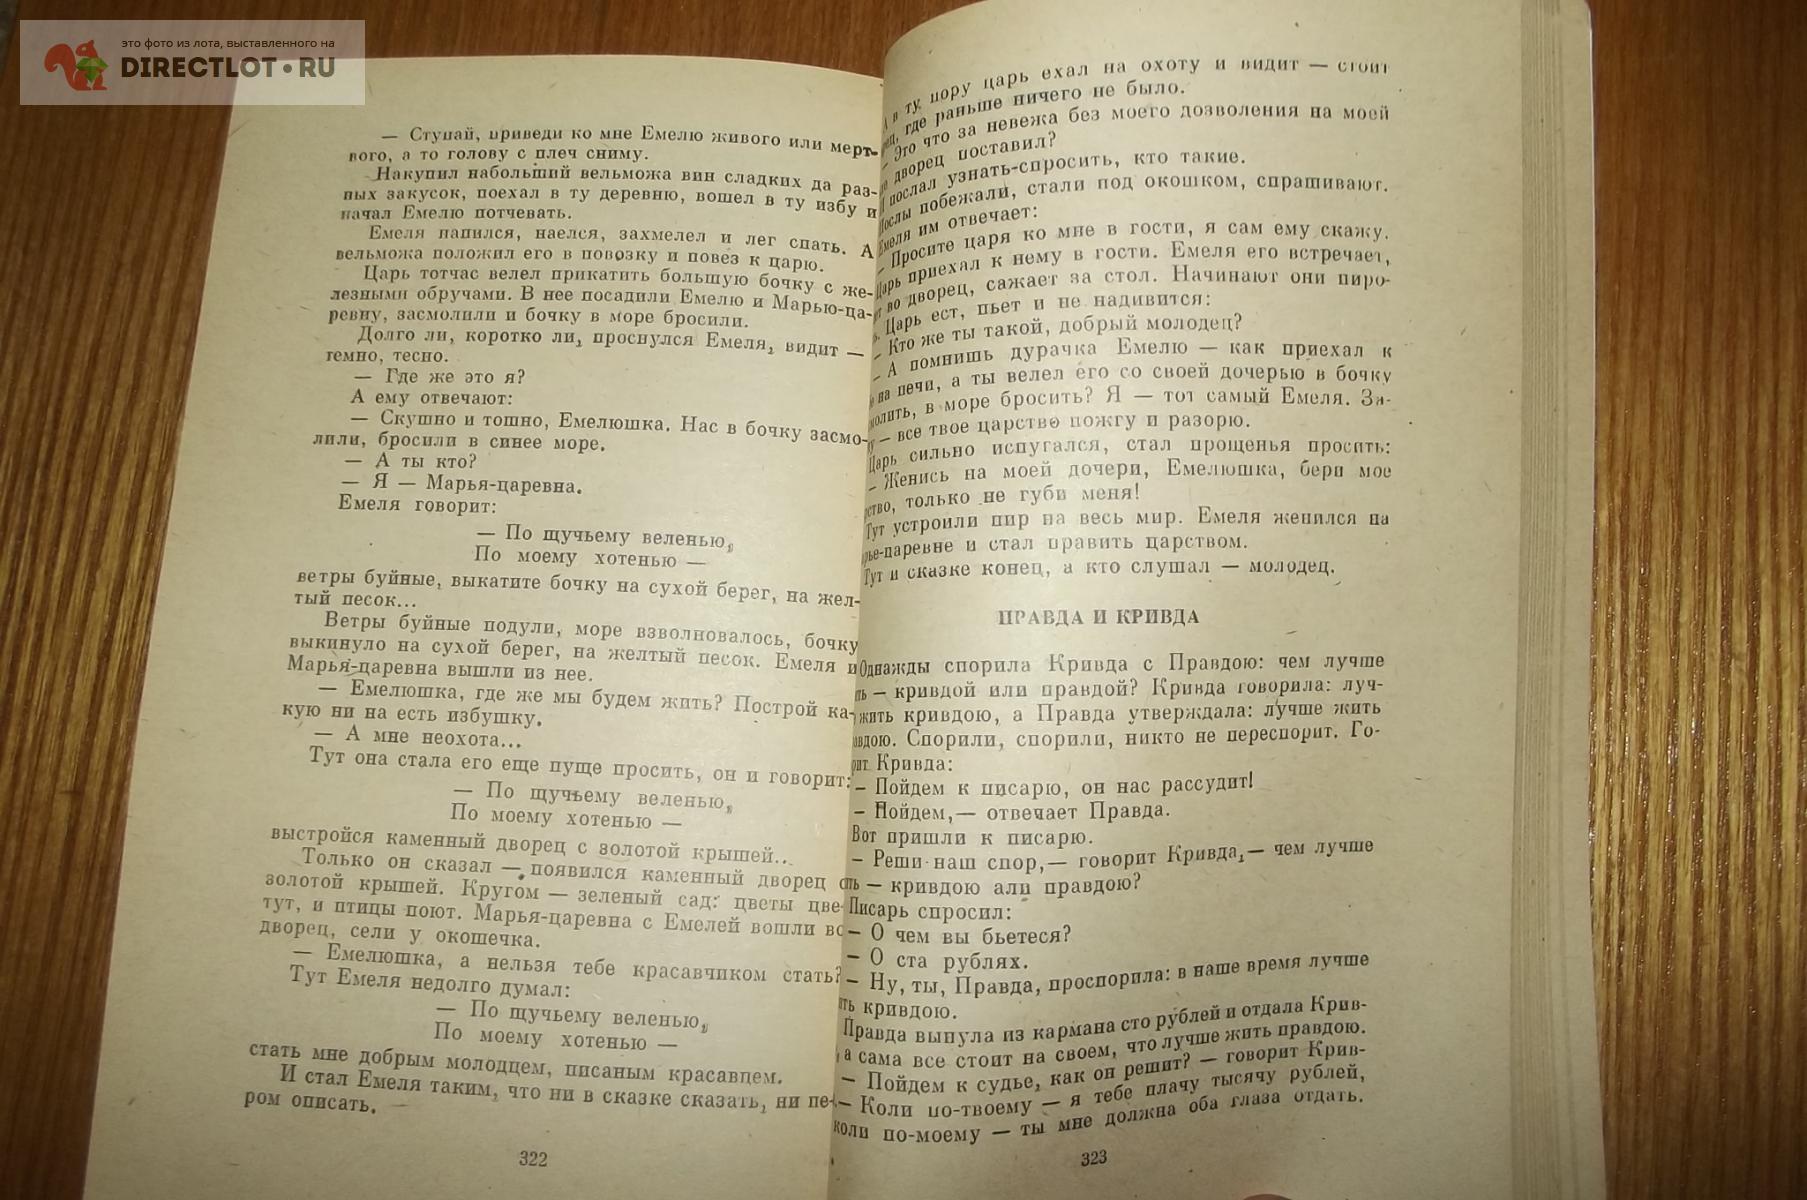 это фото из лота, выставленного на
DIRECTLOT.RU
— Ступай, приведи ко мне Емелю живого или мерт-
вого, а то голову с плеч сниму.
Накупил набольший вельможа вин сладких да раз-
ных закусок, поехал в ту деревню, вошел в ту избу и
начал Емелю потчевать.
Емеля напился, наелся, захмелел и лег спать. А
вельможа положил его в повозку и повез к царю.
Царь тотчас велел прикатить большую бочку с же-
лезными обручами. В нее посадили Емелю и Марью-ца-
ревну, засмолили и бочку в море бросили.
Долго ли, коротко ли, проснулся Емеля, видит —
темно, тесно.
— Где же это я?
А ему отвечают:
— Скушно и тошно, Емелюшка. Нас в бочку засмо-
лили, бросили в синее море.
— А ты кто?
— Я — Марья-царевна.
Емеля говорит:
— По щучьему веленью,
По моему хотенью —
ветры буйные, выкатите бочку на сухой берег, на жел-
тый песок...
Ветры буйные подули, море взволновалось, бочку
выкинуло на сухой берег, на желтый песок. Емеля и
Марья-царевна вышли из нее.
— Емелюшка, где же мы будем жить? Построй ка-
кую ни на есть избушку.
— А мне неохота...
Тут она стала его еще пуще просить, он и говорит:
— По щучьему веленью,
По моему хотенью —
выстройся каменный дворец с золотой крышей...
Только он сказал — появился каменный дворец с
золотой крышей. Кругом — зеленый сад: цветы цве-
тут, и птицы поют. Марья-царевна с Емелей вошли во
дворец, сели у окошечка.
— Емелюшка, а нельзя тебе красавчиком стать?
Тут Емеля недолго думал:
— По щучьему веленью,
По моему хотенью —
стать мне добрым молодцем, писаным красавцем.
И стал Емеля таким, что ни в сказке сказать, ни пе-
ром описать.
322
А в ту пору царь ехал на охоту и видит — стоит
где раньше ничего не было.
— Это что за невежа без моего дозволения на моей
дворец поставил?
И послал узнать-спросить, кто такие.
Послы побежали, стали под окошком, спрашивают.
Емеля им отвечает:
— Просите царя ко мне в гости, я сам ему скажу.
Царь приехал к нему в гости. Емеля его встречает,
во дворец, сажает за стол. Начинают они пиро-
Царь ест, пьет и не надивится:
— Кто же ты такой, добрый молодец?
— А помнишь дурачка Емелю — как приехал к
на печи, а ты велел его со своей дочерью в бочку
молить, в море бросить? Я — тот самый Емеля. За-
— все твое царство пожгу и разорю.
Царь сильно испугался, стал прощенья просить:
— Женись на моей дочери, Емелюшка, бери мое
ство, только не губи меня!
Тут устроили пир на весь мир. Емеля женился на
рье-царевне и стал править царством.
Тут и сказке конец, а кто слушал — молодец.
ПРАВДА И КРИВДА
Однажды спорила Кривда с Правдою: чем лучше
ть — кривдой или правдой? Кривда говорила: луч-
жить кривдою, а Правда утверждала: лучше жить
авдою. Спорили, спорили, никто не переспорит. Го-
рит Кривда:
— Пойдем к писарю, он нас рассудит!
— Пойдем,— отвечает Правда.
Вот пришли к писарю.
— Реши наш спор,— говорит Кривда,— чем лучше
ть — кривдою али правдою?
Писарь спросил:
— О чем вы бьетеся?
— О ста рублях.
— Ну, ты, Правда, проспорила: в наше время лучше
ить кривдою.
Правда вынула из кармана сто рублей и отдала Крив-
, а сама все стоит на своем, что лучше жить правдою.
— Пойдем к судье, как он решит? — говорит Крив-
— Коли по-твоему — я тебе плачу тысячу рублей,
коли по-моему — ты мне должна оба глаза отдать.
323